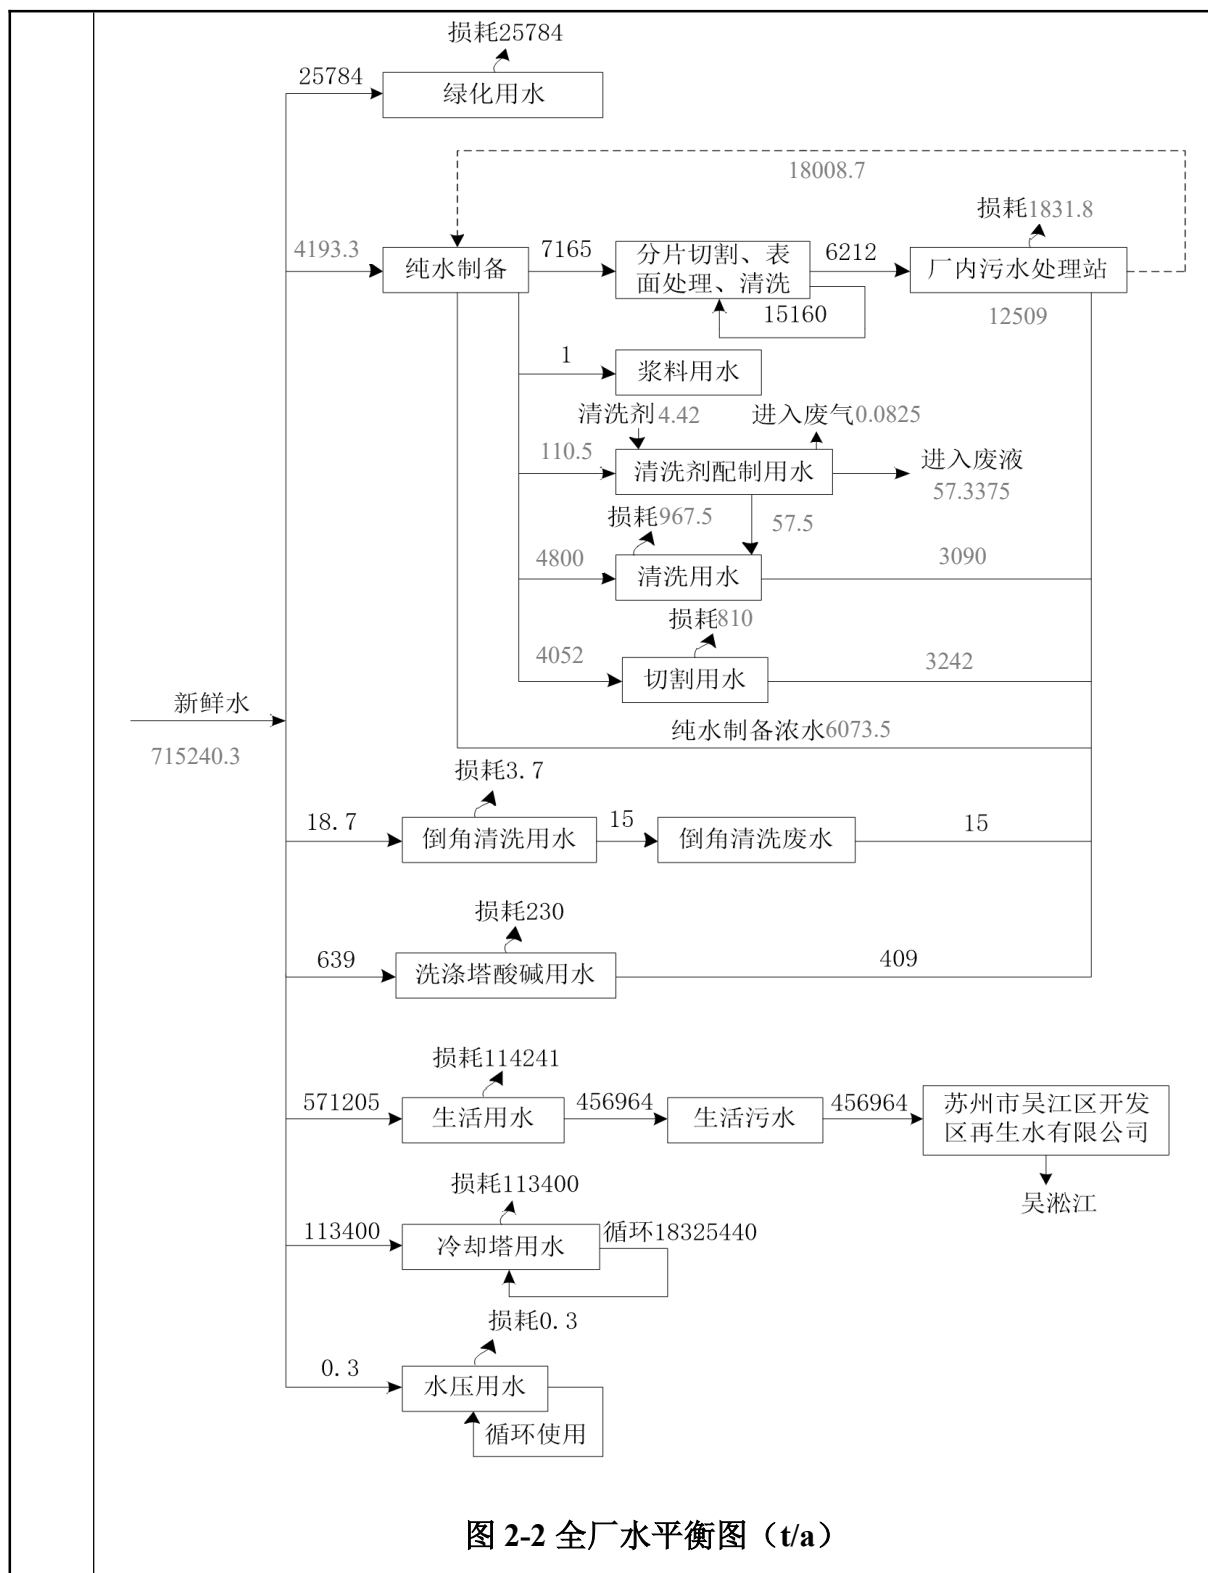 损耗25784
25784
绿化用水
18008.7
损耗1831.8
4193.3
纯水制备
7165
分片切割、表
面处理、清洗
6212
厂内污水处理站
15160
12509
1
浆料用水
清洗剂4.42
进入废气0.0825
110.5
清洗剂配制用水
进入废液
57.3375
损耗967.5
57.5
4800
清洗用水
3090
损耗810
4052
切割用水
3242
新鲜水
715240.3
纯水制备浓水6073.5
损耗3.7
18.7
倒角清洗用水
15
倒角清洗废水
15
损耗230
639
洗涤塔酸碱用水
409
损耗114241
571205
生活用水
456964
生活污水
456964
苏州市吴江区开发
区再生水有限公司
吴淞江
损耗113400
113400
冷却塔用水
循环18325440
损耗0.3
0.3
水压用水
循环使用
图 2-2 全厂水平衡图（t/a）